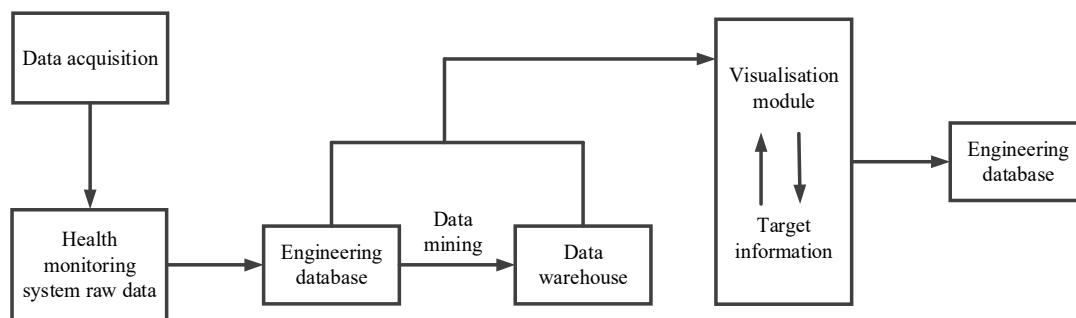 Data acquisition
Health
monitoring
system raw data
Engineering
database
Data
mining
Data
warehouse
Visualisation
module
Target
information
Engineering
database